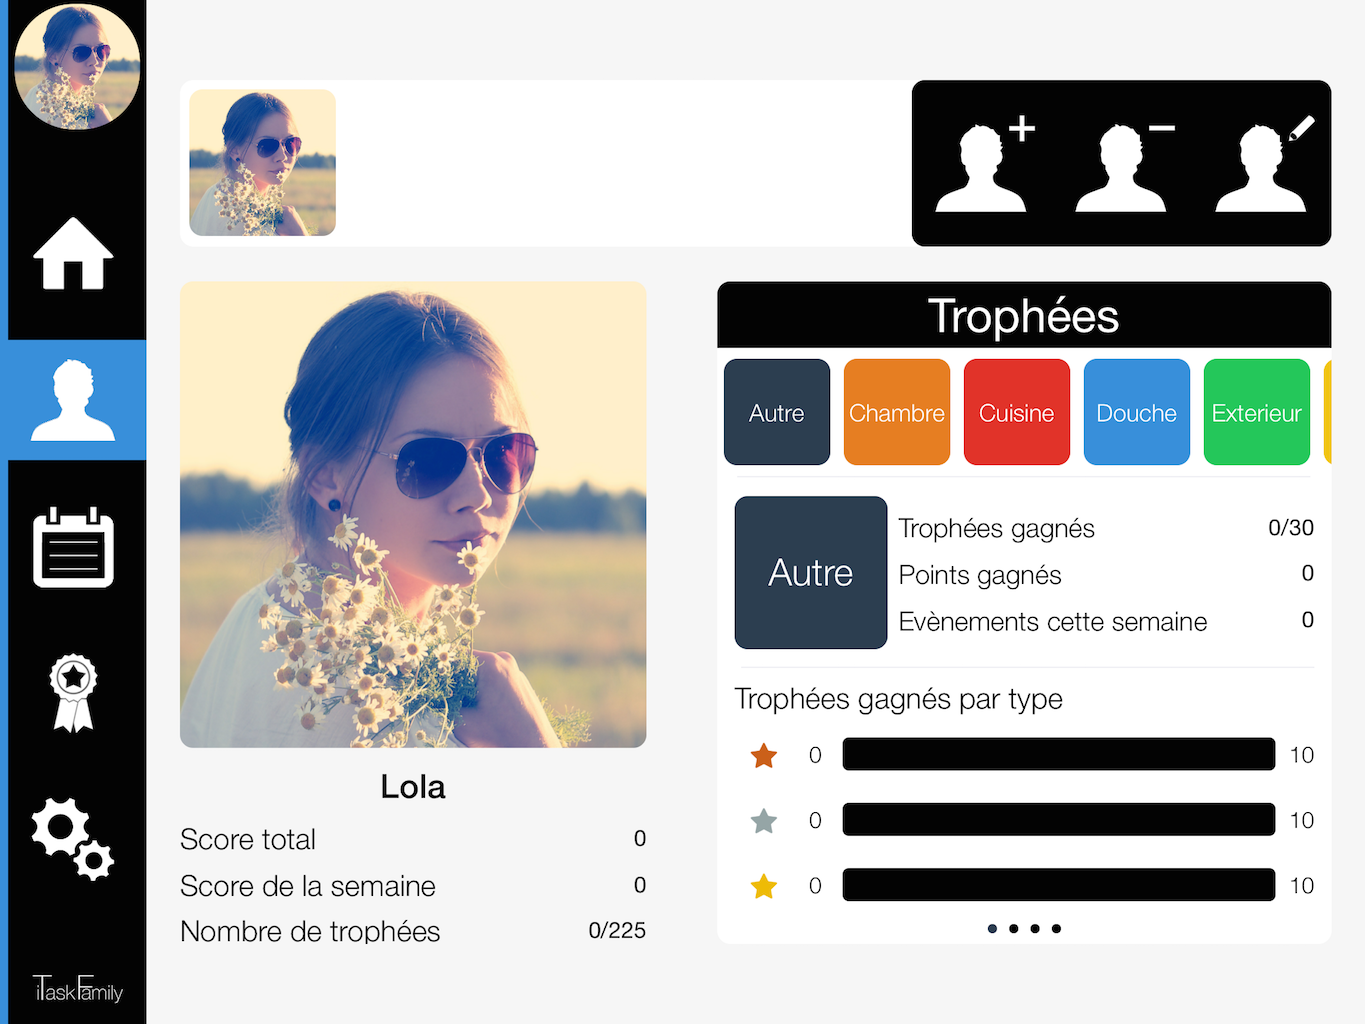 Trophées
Autre
Chambre
Cuisine
Douche
Exterieur
Autre
Trophées gagnés 0/30
Points gagnés 0
Evènements cette semaine 0
Trophées gagnés par type
0 10
0 10
0 10
Lola
Score total 0
Score de la semaine 0
Nombre de trophées 0/225
iTaskFamily